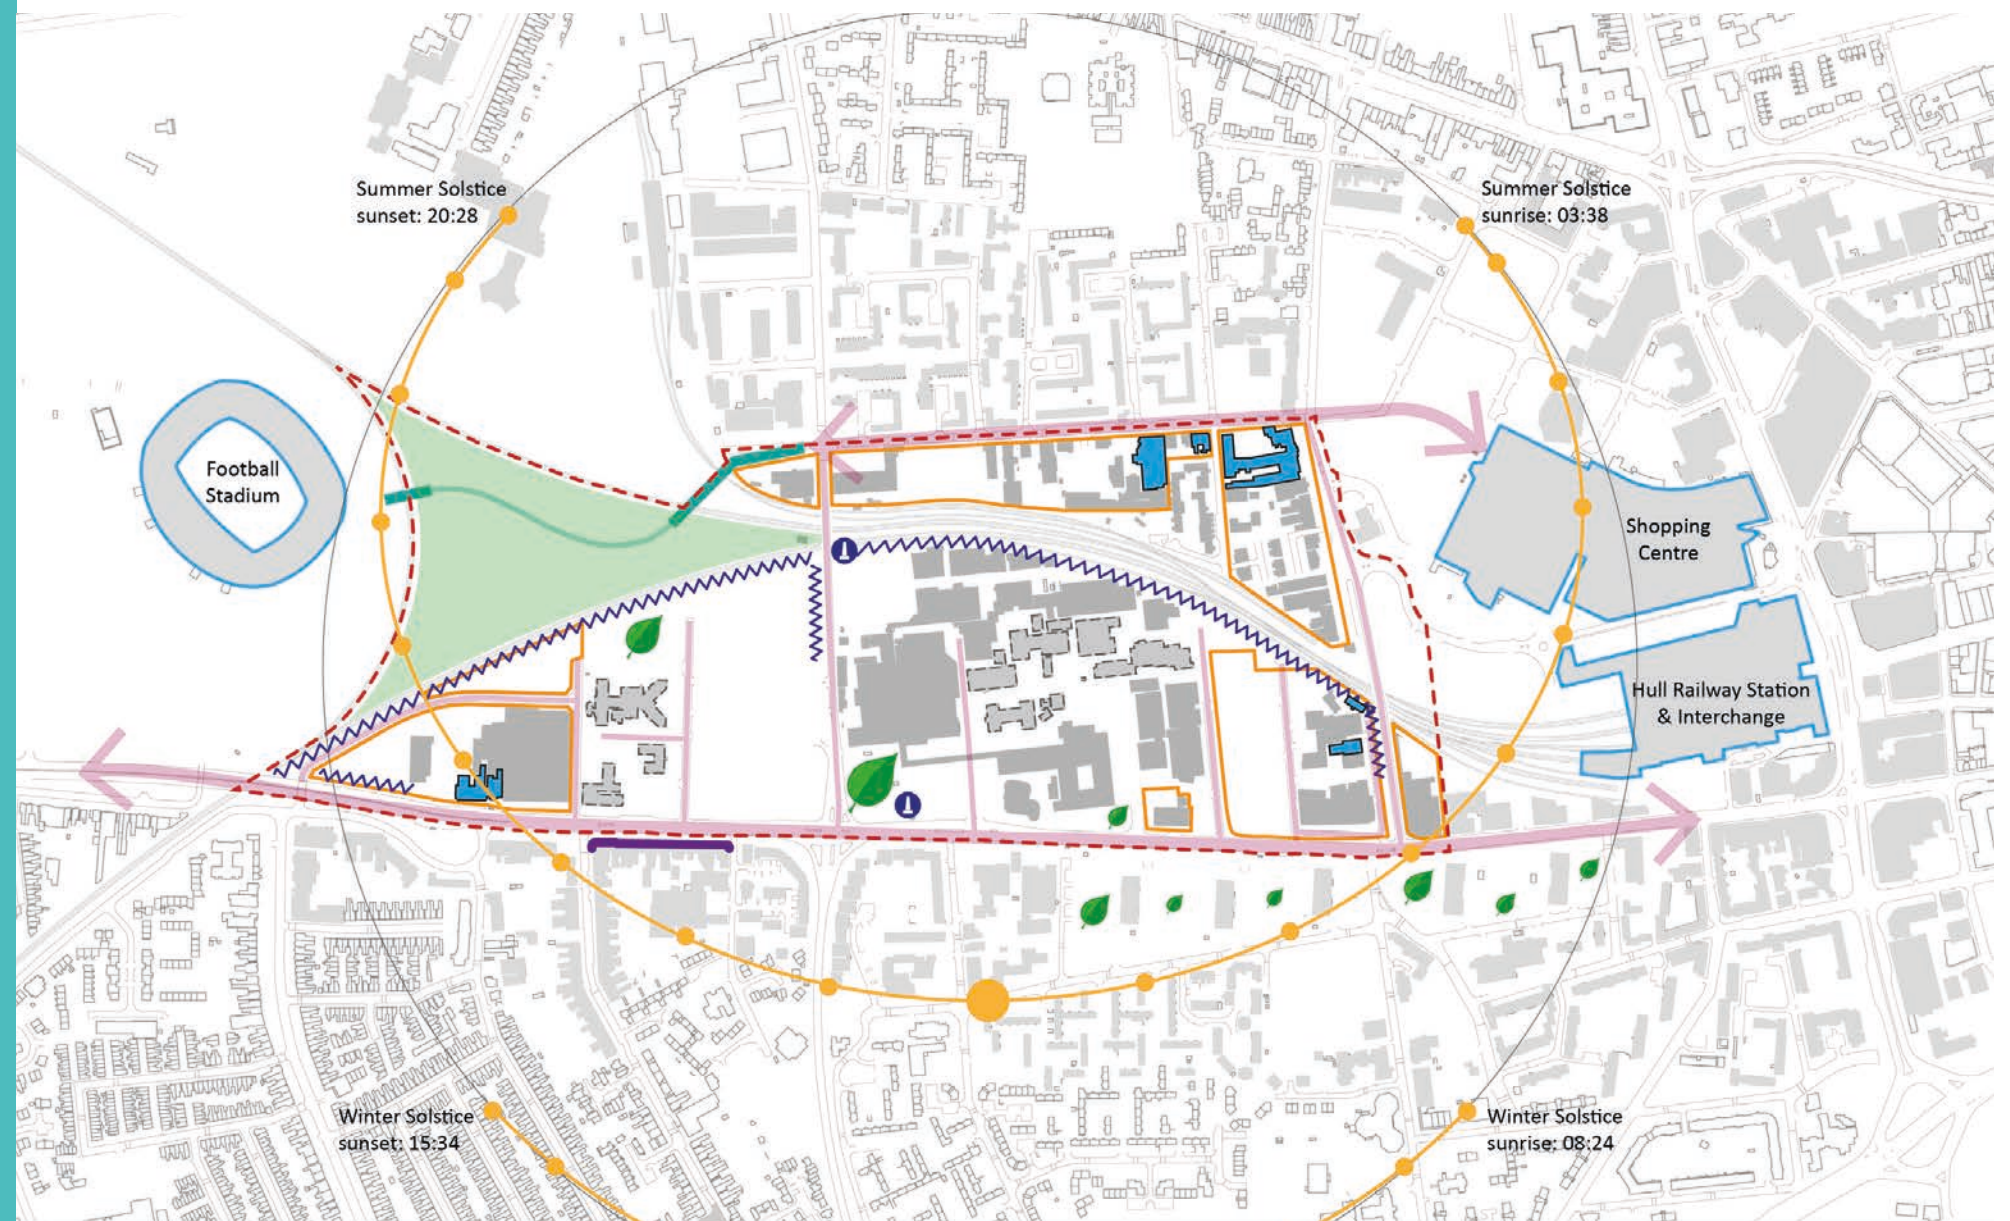 Summer Solstice
sunset: 20:28
Summer Solstice
sunrise: 03:38
Football
Stadium
Shopping
Centre
Hull Railway Station
& Interchange
Winter Solstice
sunset: 15:34
Winter Solstice
sunrise: 08:24